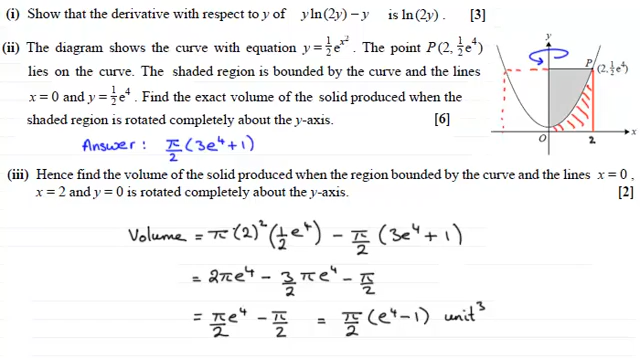 (i) Show that the derivative with respect to y of y ln(2y) – y is ln(2y). [3]
(ii) The diagram shows the curve with equation y = ½e^x². The point P(2, ½e⁴)
lies on the curve. The shaded region is bounded by the curve and the lines
x = 0 and y = ½e⁴. Find the exact volume of the solid produced when the
shaded region is rotated completely about the y-axis. [6]
y
P
(2, ½e⁴)
O
2
x
Answer : π/2 (3e⁴ + 1)
(iii) Hence find the volume of the solid produced when the region bounded by the curve and the lines x = 0,
x = 2 and y = 0 is rotated completely about the y-axis. [2]
Volume = π (2)² (½e⁴) – π/2 (3e⁴ + 1)
= 2πe⁴ – 3/2 πe⁴ – π/2
= π/2 e⁴ – π/2 = π/2 (e⁴ – 1) unit³